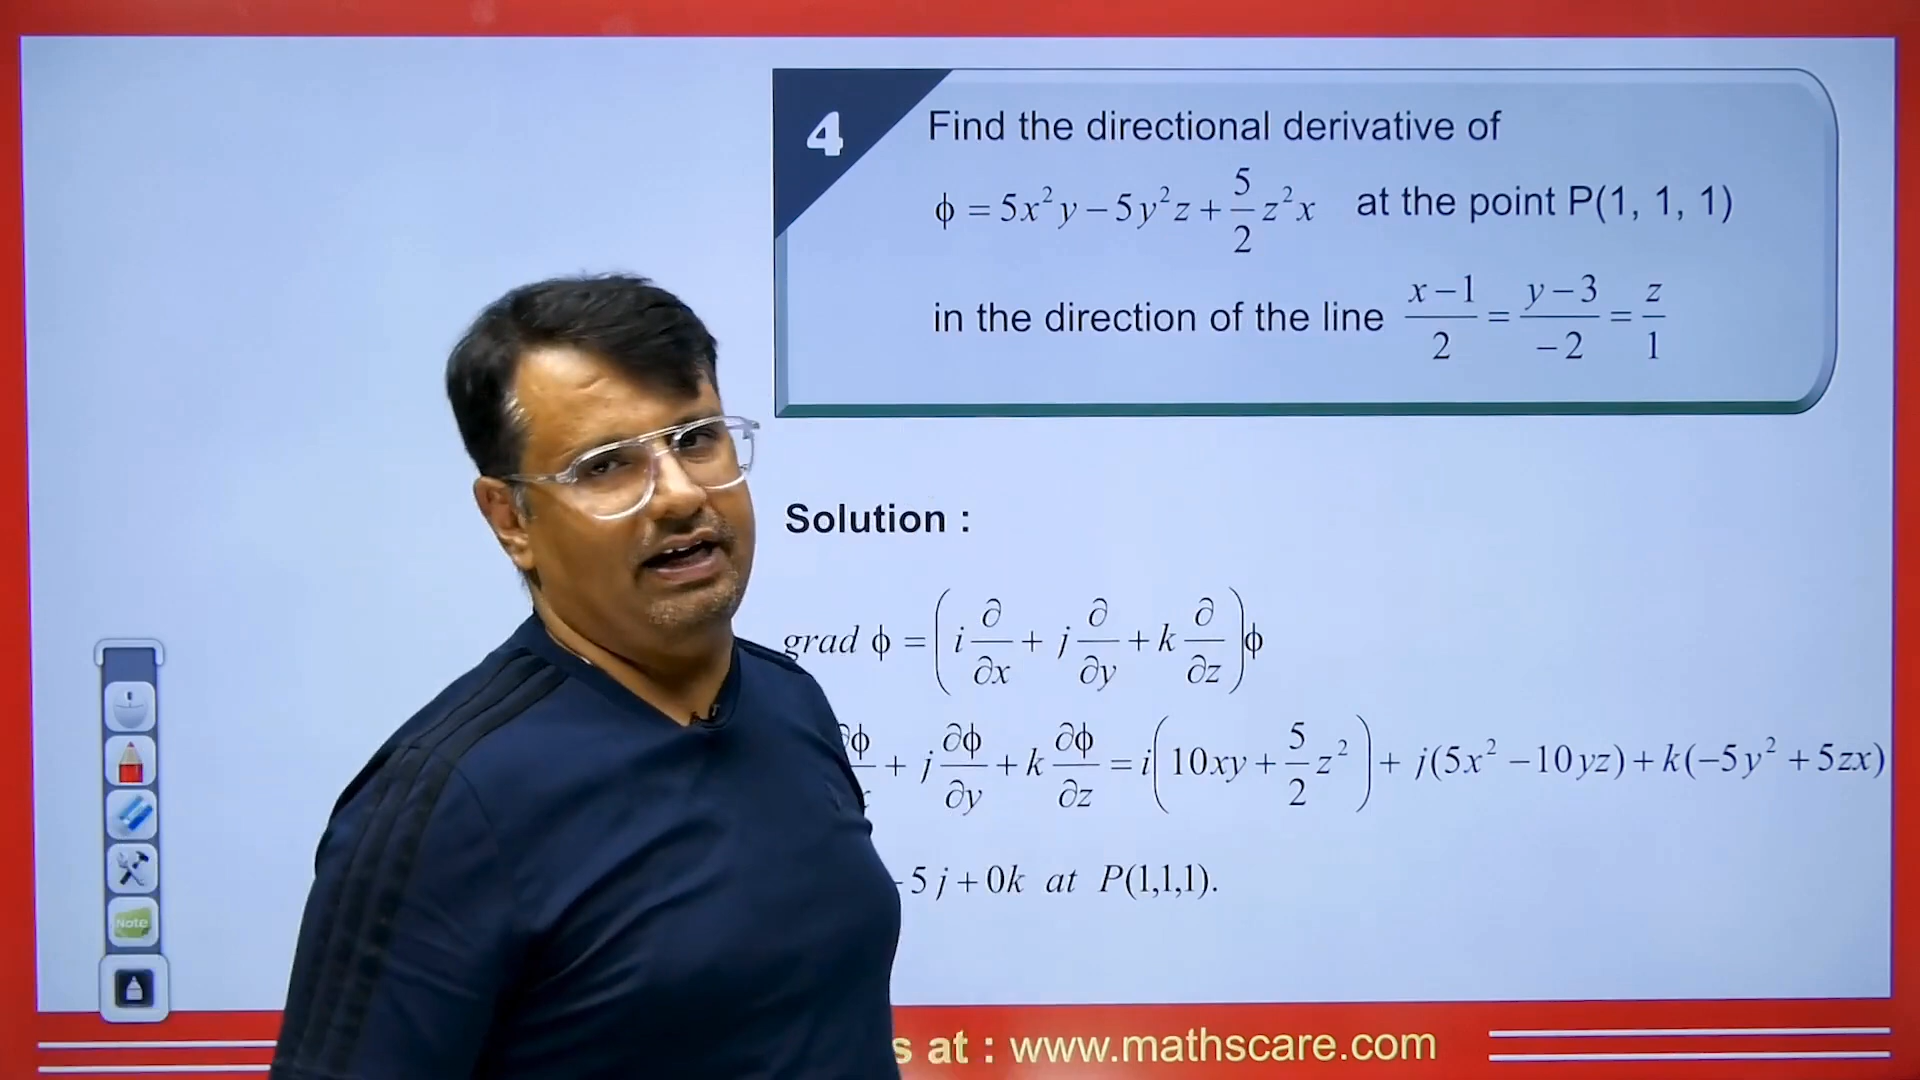 4
Find the directional derivative of
ϕ = 5x²y − 5y²z + 5/2 z²x at the point P(1, 1, 1)
in the direction of the line (x − 1)/2 = (y − 3)/−2 = z/1
Solution :
grad ϕ = (i ∂/∂x + j ∂/∂y + k ∂/∂z)ϕ
∂ϕ + j ∂ϕ/∂y + k ∂ϕ/∂z = i(10xy + 5/2 z²) + j(5x² − 10yz) + k(−5y² + 5zx)
5j + 0k at P(1,1,1).
Note
s at : www.mathscare.com